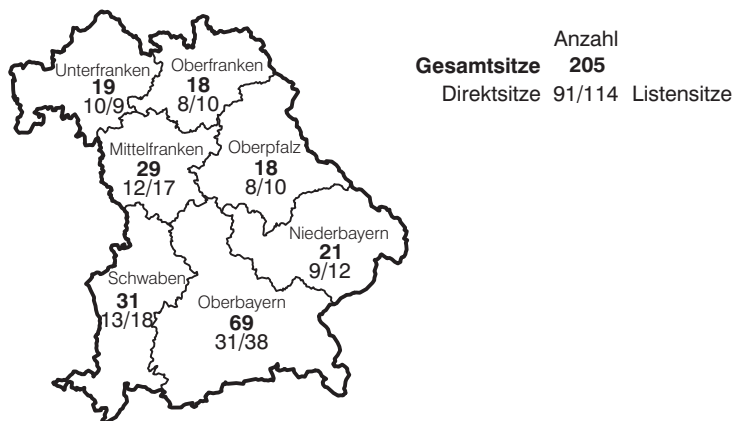 Anzahl
Gesamtsitze 205
Direktsitze 91/114 Listensitze
Unterfranken
19
10/9
Oberfranken
18
8/10
Mittelfranken
29
12/17
Oberpfalz
18
8/10
Niederbayern
21
9/12
Schwaben
31
13/18
Oberbayern
69
31/38